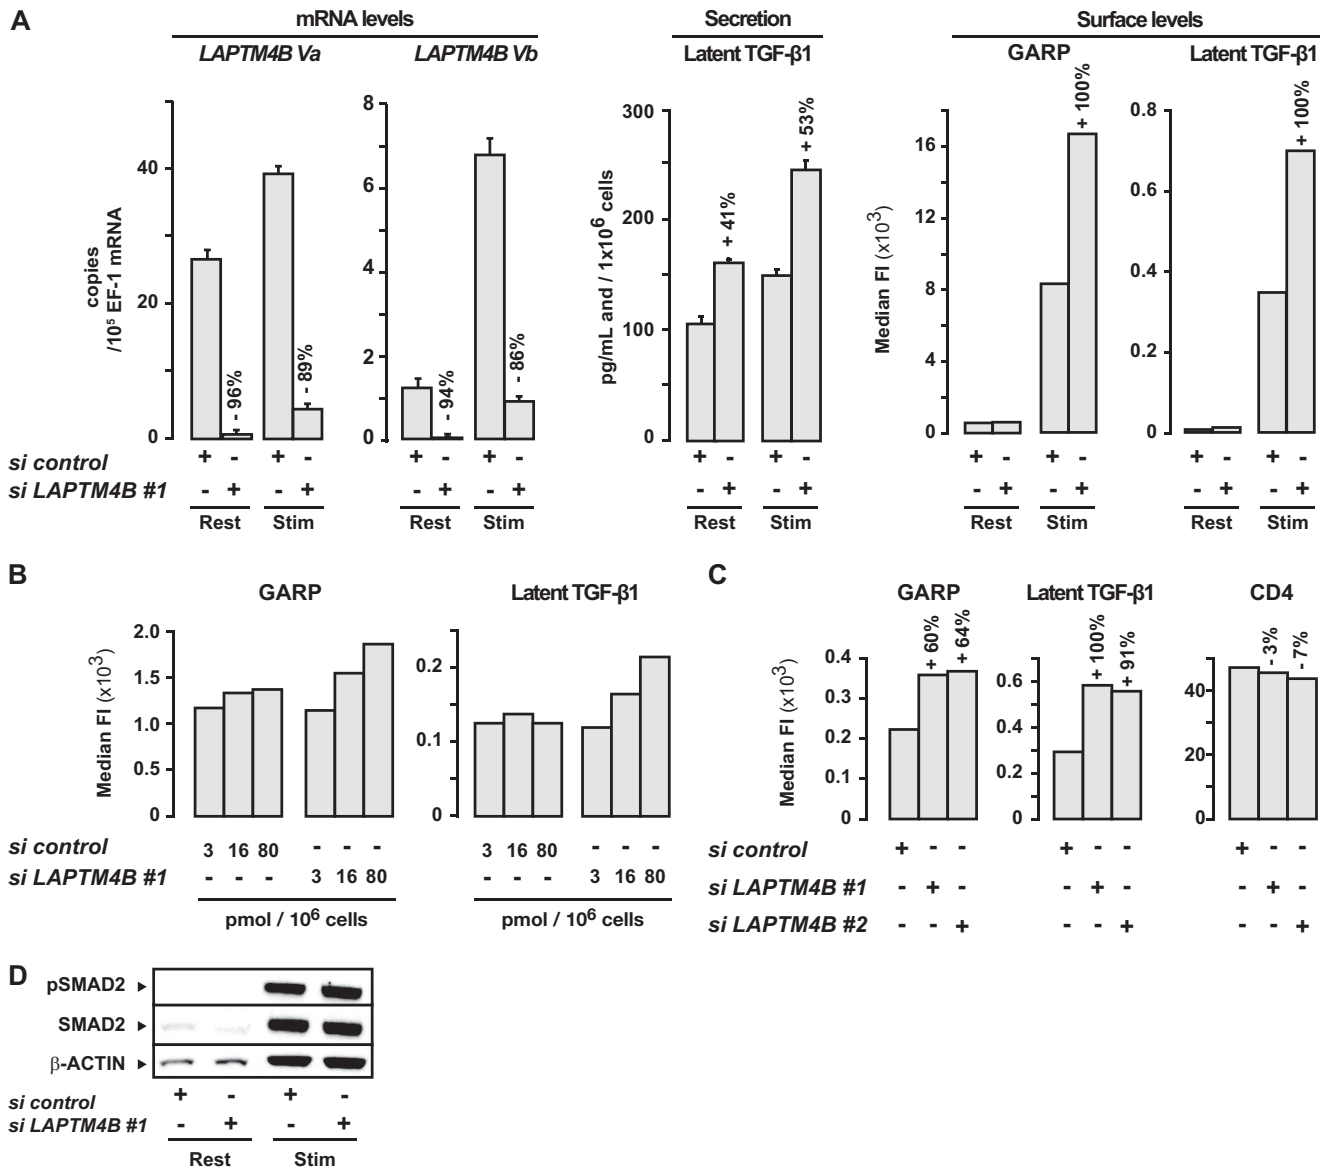 A
mRNA levels
Secretion
Surface levels
LAPTM4B Va
LAPTM4B Vb
Latent TGF-β1
GARP
Latent TGF-β1
copies
/10⁵ EF-1 mRNA
40
20
0
- 96%
- 89%
8
6
4
2
0
- 94%
- 86%
pg/mL and / 1x10⁶ cells
300
200
100
0
+ 41%
+ 53%
Median FI (x10³)
16
12
8
4
0
+ 100%
0.8
0.6
0.4
0.2
0
+ 100%
si control + - + - + - + - + - + - + - + - + - + -
si LAPTM4B #1 - + - + - + - + - + - + - + - + - + - +
Rest Stim Rest Stim Rest Stim Rest Stim Rest Stim
B
GARP
Latent TGF-β1
Median FI (x10³)
2.0
1.5
1.0
0.5
0
0.2
0.1
0
si control 3 16 80 - - - 3 16 80 - - -
si LAPTM4B #1 - - - 3 16 80 - - - 3 16 80
pmol / 10⁶ cells pmol / 10⁶ cells
C
GARP
Latent TGF-β1
CD4
Median FI (x10³)
0.4
0.3
0.2
0.1
0
+ 60%
+ 64%
0.6
0.4
0.2
0
+ 100%
+ 91%
40
20
0
- 3%
- 7%
si control + - - + - - + - -
si LAPTM4B #1 - + - - + - - + -
si LAPTM4B #2 - - + - - + - - +
D
pSMAD2
SMAD2
β-ACTIN
si control + - + -
si LAPTM4B #1 - + - +
Rest Stim